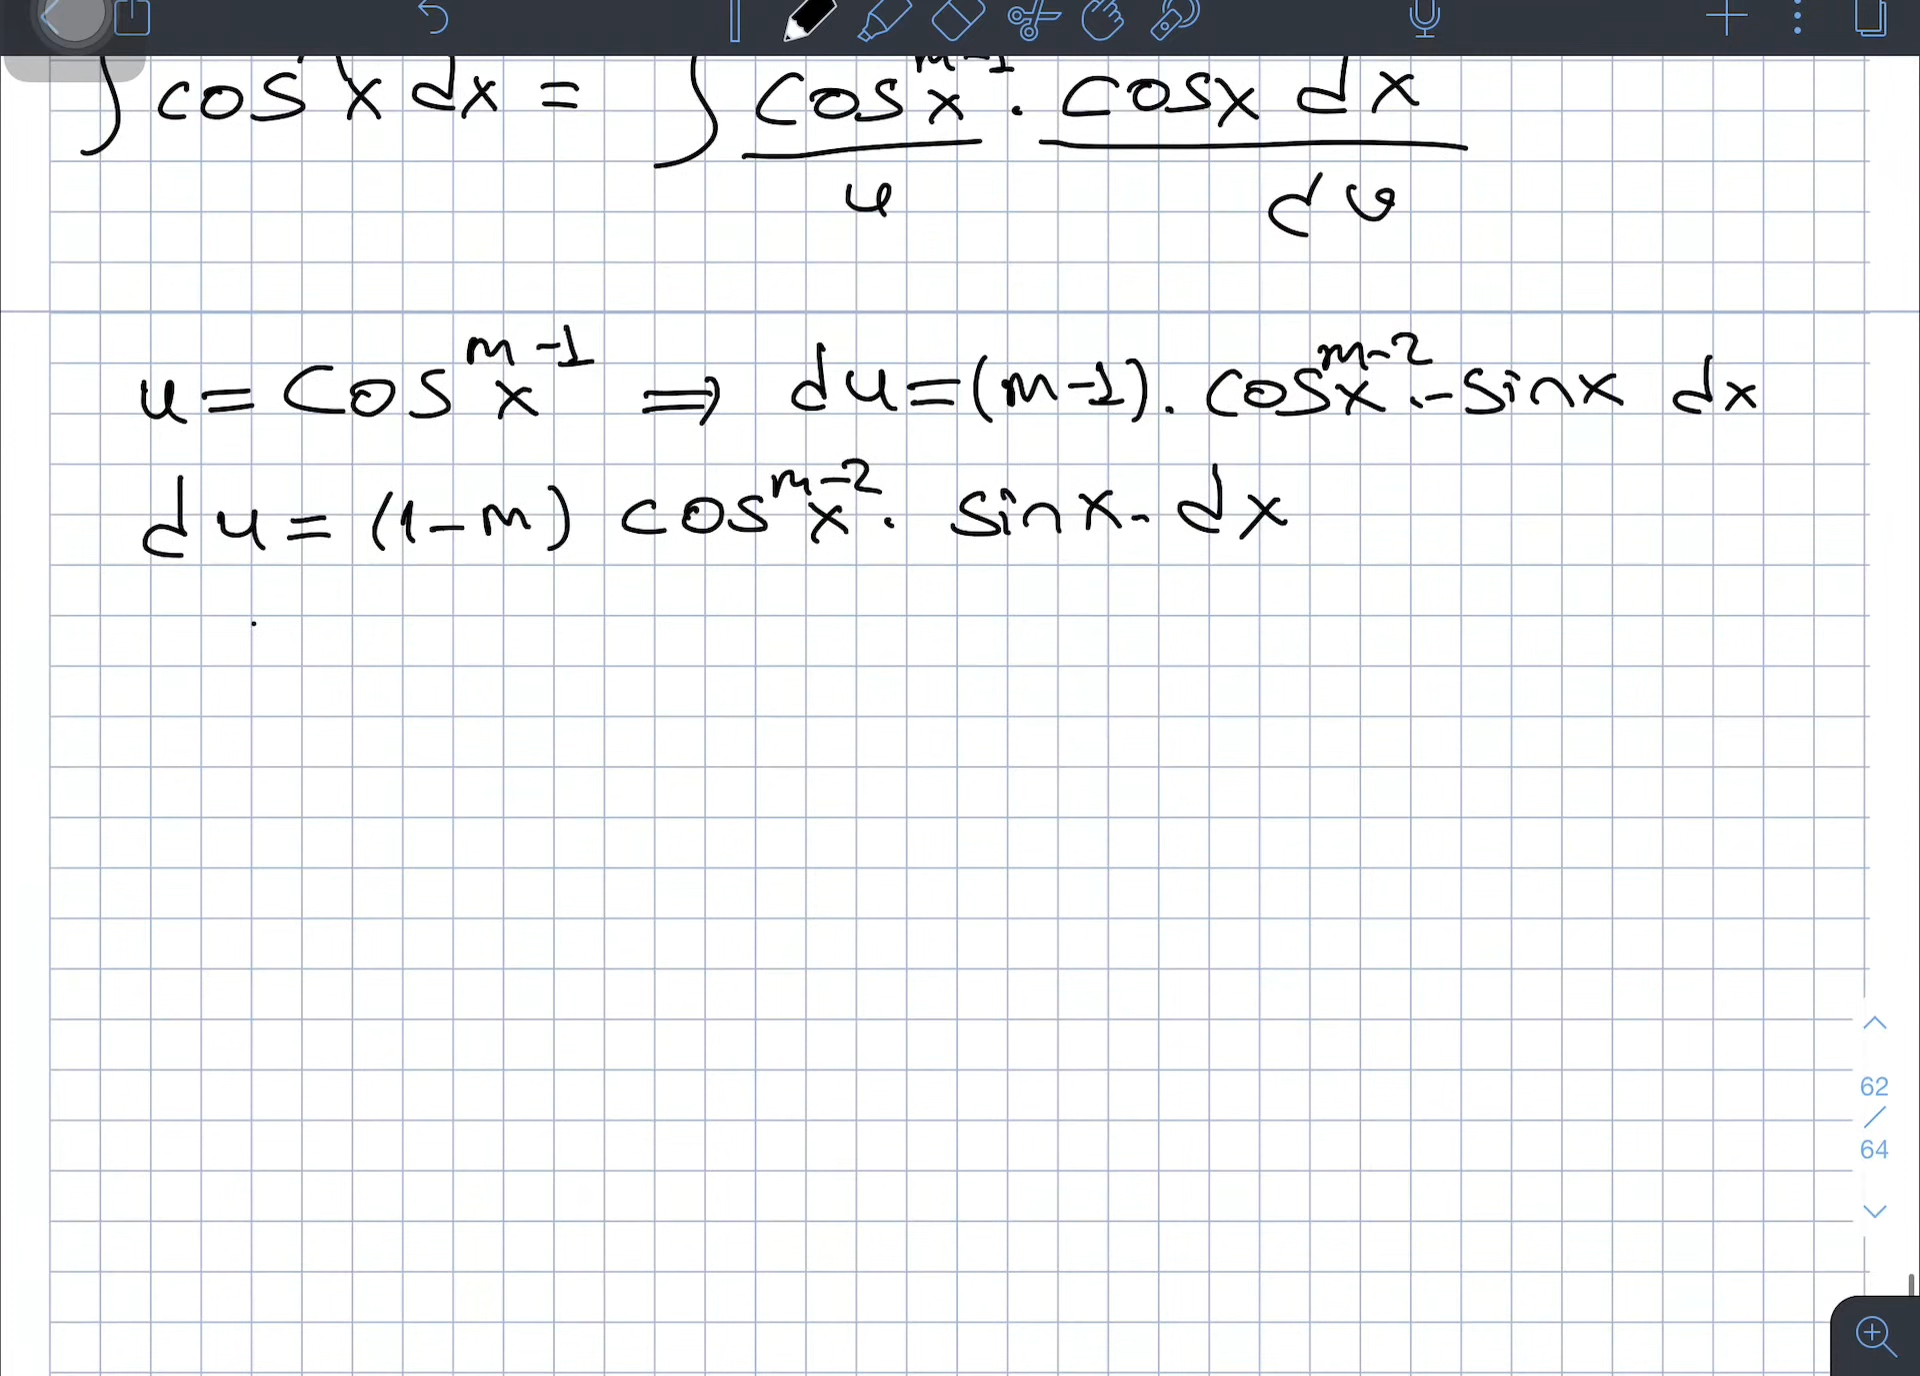 ∫ cos x dx = ∫ cos^{m-1} x · cosx dx
u dv
u = cos^{m-1} x ⟹ du = (m-1). cos^{m-2} x .- sinx dx
du = (1-m) cos^{m-2} x . sinx. dx
62
/
64